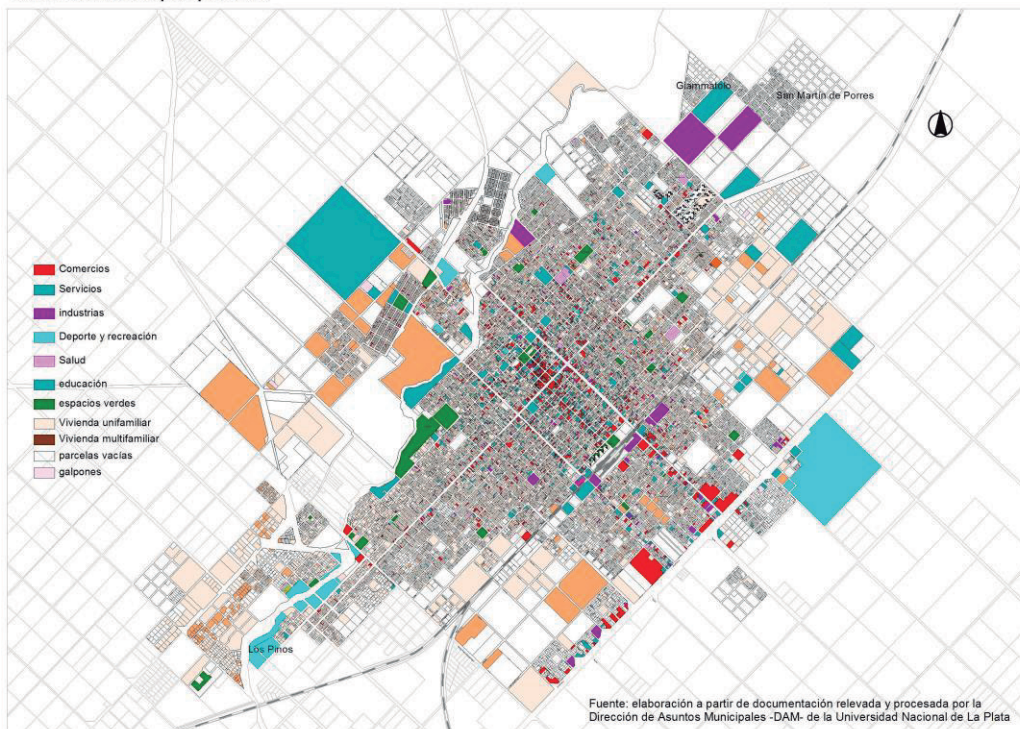 Giammátolo
San Martín de Porres
Comercios
Servicios
industrias
Deporte y recreación
Salud
educación
espacios verdes
Vivienda unifamiliar
Vivienda multifamiliar
parcelas vacías
galpones
Los Pinos
Fuente: elaboración a partir de documentación relevada y procesada por la
Dirección de Asuntos Municipales -DAM- de la Universidad Nacional de La Plata